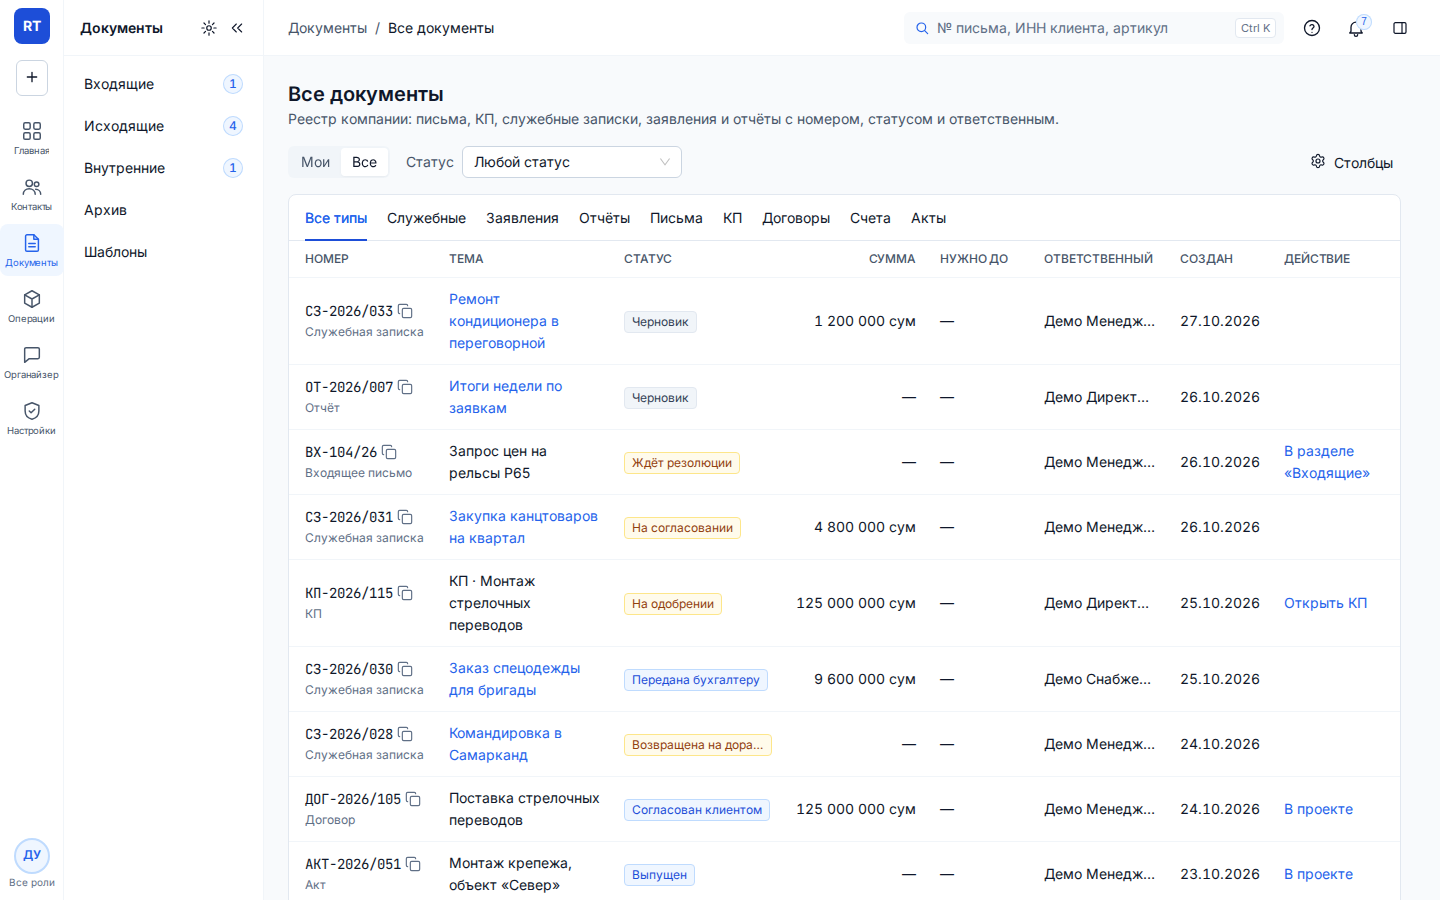 RT
Документы
Документы / Все документы
№ письма, ИНН клиента, артикул
Ctrl K
7
Главная
Контакты
Документы
Операции
Органайзер
Настройки
ДУ
Все роли
Входящие 1
Исходящие 4
Внутренние 1
Архив
Шаблоны
Все документы
Реестр компании: письма, КП, служебные записки, заявления и отчёты с номером, статусом и ответственным.
Мои Все Статус Любой статус Столбцы
Все типы Служебные Заявления Отчёты Письма КП Договоры Счета Акты
НОМЕР ТЕМА СТАТУС СУММА НУЖНО ДО ОТВЕТСТВЕННЫЙ СОЗДАН ДЕЙСТВИЕ
СЗ-2026/033
Служебная записка
Ремонт
кондиционера в
переговорной
Черновик
1 200 000 сум
—
Демо Менедж...
27.10.2026
ОТ-2026/007
Отчёт
Итоги недели по
заявкам
Черновик
—
—
Демо Директ...
26.10.2026
ВХ-104/26
Входящее письмо
Запрос цен на
рельсы Р65
Ждёт резолюции
—
—
Демо Менедж...
26.10.2026
В разделе
«Входящие»
СЗ-2026/031
Служебная записка
Закупка канцтоваров
на квартал
На согласовании
4 800 000 сум
—
Демо Менедж...
26.10.2026
КП-2026/115
КП
КП · Монтаж
стрелочных
переводов
На одобрении
125 000 000 сум
—
Демо Директ...
25.10.2026
Открыть КП
СЗ-2026/030
Служебная записка
Заказ спецодежды
для бригады
Передана бухгалтеру
9 600 000 сум
—
Демо Снабже...
25.10.2026
СЗ-2026/028
Служебная записка
Командировка в
Самарканд
Возвращена на дора...
—
—
Демо Менедж...
24.10.2026
ДОГ-2026/105
Договор
Поставка стрелочных
переводов
Согласован клиентом
125 000 000 сум
—
Демо Менедж...
24.10.2026
В проекте
АКТ-2026/051
Акт
Монтаж крепежа,
объект «Север»
Выпущен
—
—
Демо Менедж...
23.10.2026
В проекте